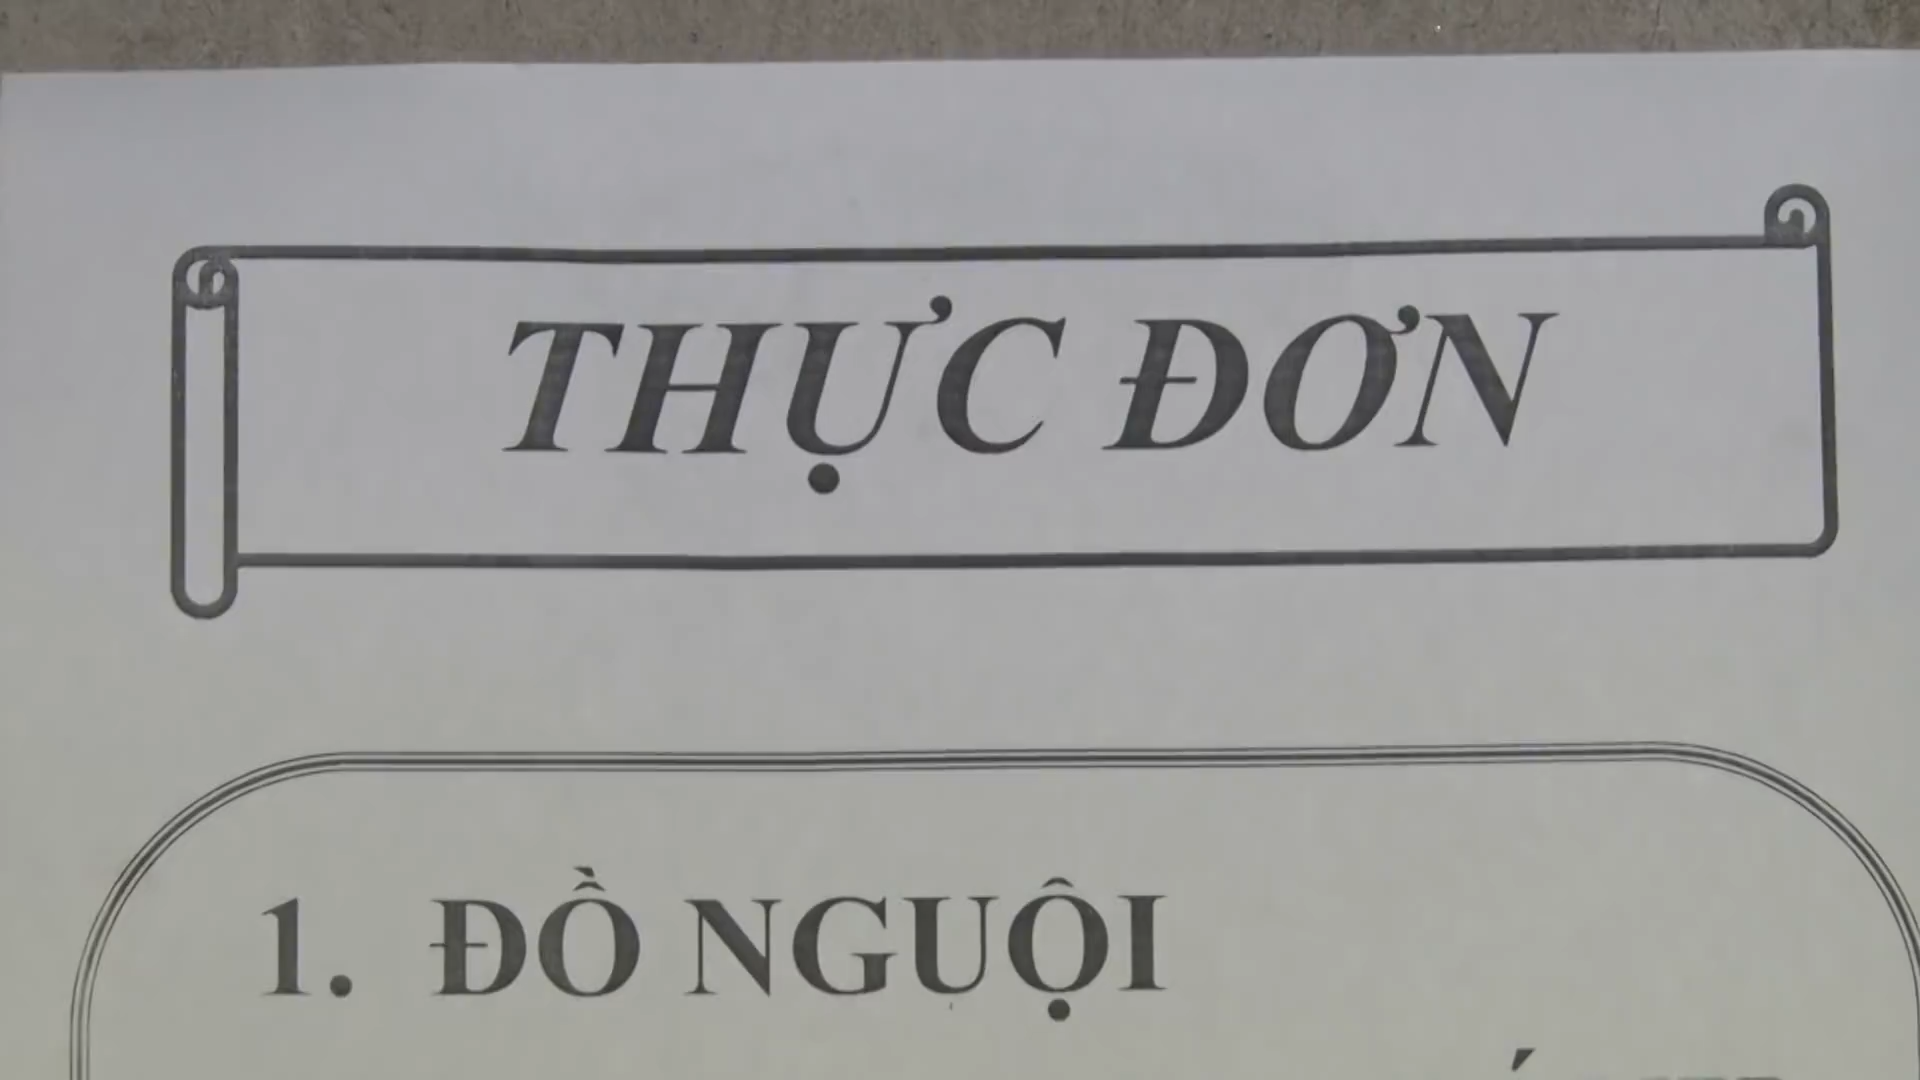 THỰC ĐƠN
1. ĐỒ NGUỘI